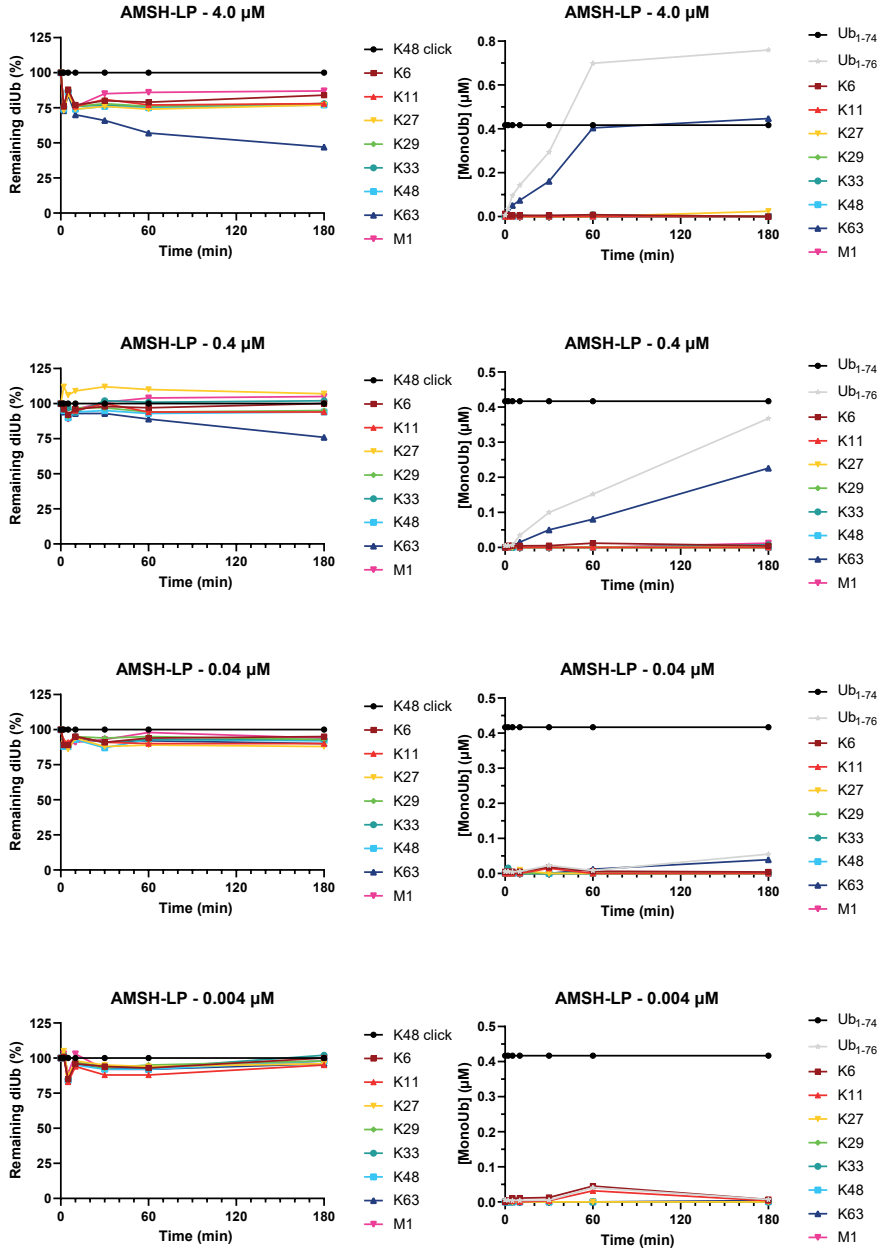 AMSH-LP - 4.0 µM
Remaining diUb (%)
125
100
75
50
25
0
0
60
120
180
Time (min)
K48 click
K6
K11
K27
K29
K33
K48
K63
M1
AMSH-LP - 4.0 µM
[MonoUb] (µM)
0.8
0.6
0.4
0.2
0.0
0
60
120
180
Time (min)
Ub1-74
Ub1-76
K6
K11
K27
K29
K33
K48
K63
M1
AMSH-LP - 0.4 µM
Remaining diUb (%)
125
100
75
50
25
0
0
60
120
180
Time (min)
K48 click
K6
K11
K27
K29
K33
K48
K63
M1
AMSH-LP - 0.4 µM
[MonoUb] (µM)
0.5
0.4
0.3
0.2
0.1
0.0
0
60
120
180
Time (min)
Ub1-74
Ub1-76
K6
K11
K27
K29
K33
K48
K63
M1
AMSH-LP - 0.04 µM
Remaining diUb (%)
125
100
75
50
25
0
0
60
120
180
Time (min)
K48 click
K6
K11
K27
K29
K33
K48
K63
M1
AMSH-LP - 0.04 µM
[MonoUb] (µM)
0.5
0.4
0.3
0.2
0.1
0.0
0
60
120
180
Time (min)
Ub1-74
Ub1-76
K6
K11
K27
K29
K33
K48
K63
M1
AMSH-LP - 0.004 µM
Remaining diUb (%)
125
100
75
50
25
0
0
60
120
180
Time (min)
K48 click
K6
K11
K27
K29
K33
K48
K63
M1
AMSH-LP - 0.004 µM
[MonoUb] (µM)
0.5
0.4
0.3
0.2
0.1
0.0
0
60
120
180
Time (min)
Ub1-74
Ub1-76
K6
K11
K27
K29
K33
K48
K63
M1